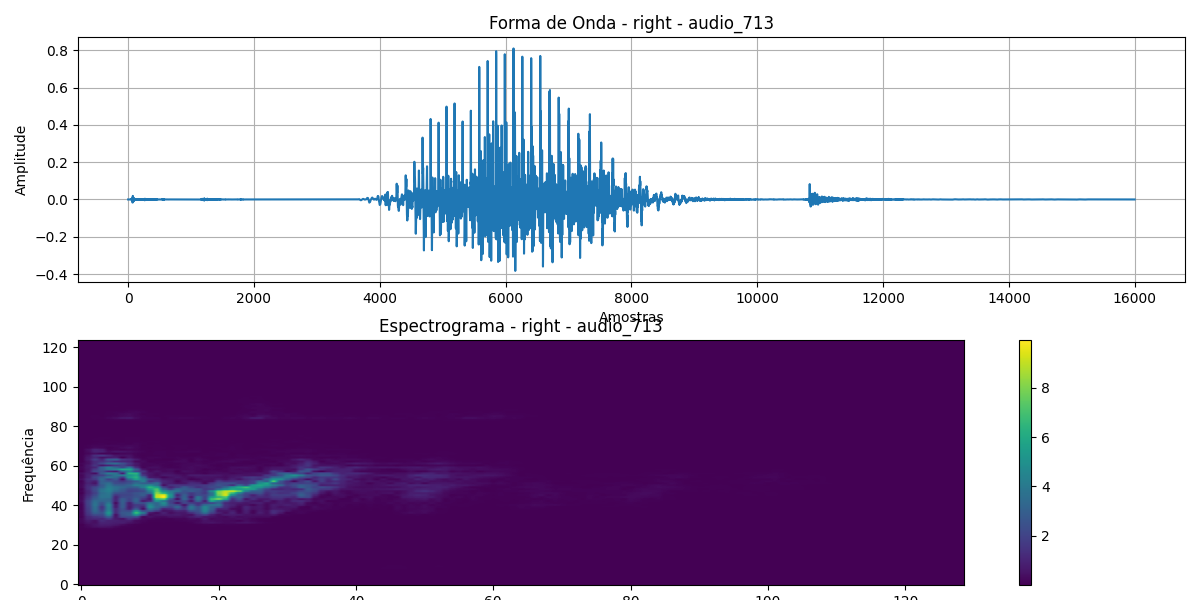 Forma de Onda - right - audio_713
0.8
0.6
0.4
0.2
0.0
−0.2
−0.4
Amplitude
0 2000 4000 6000 8000 10000 12000 14000 16000
Amostras
Espectrograma - right - audio_713
120
100
80
60
40
20
0
Frequência
0 20 40 60 80 100 120
8
6
4
2